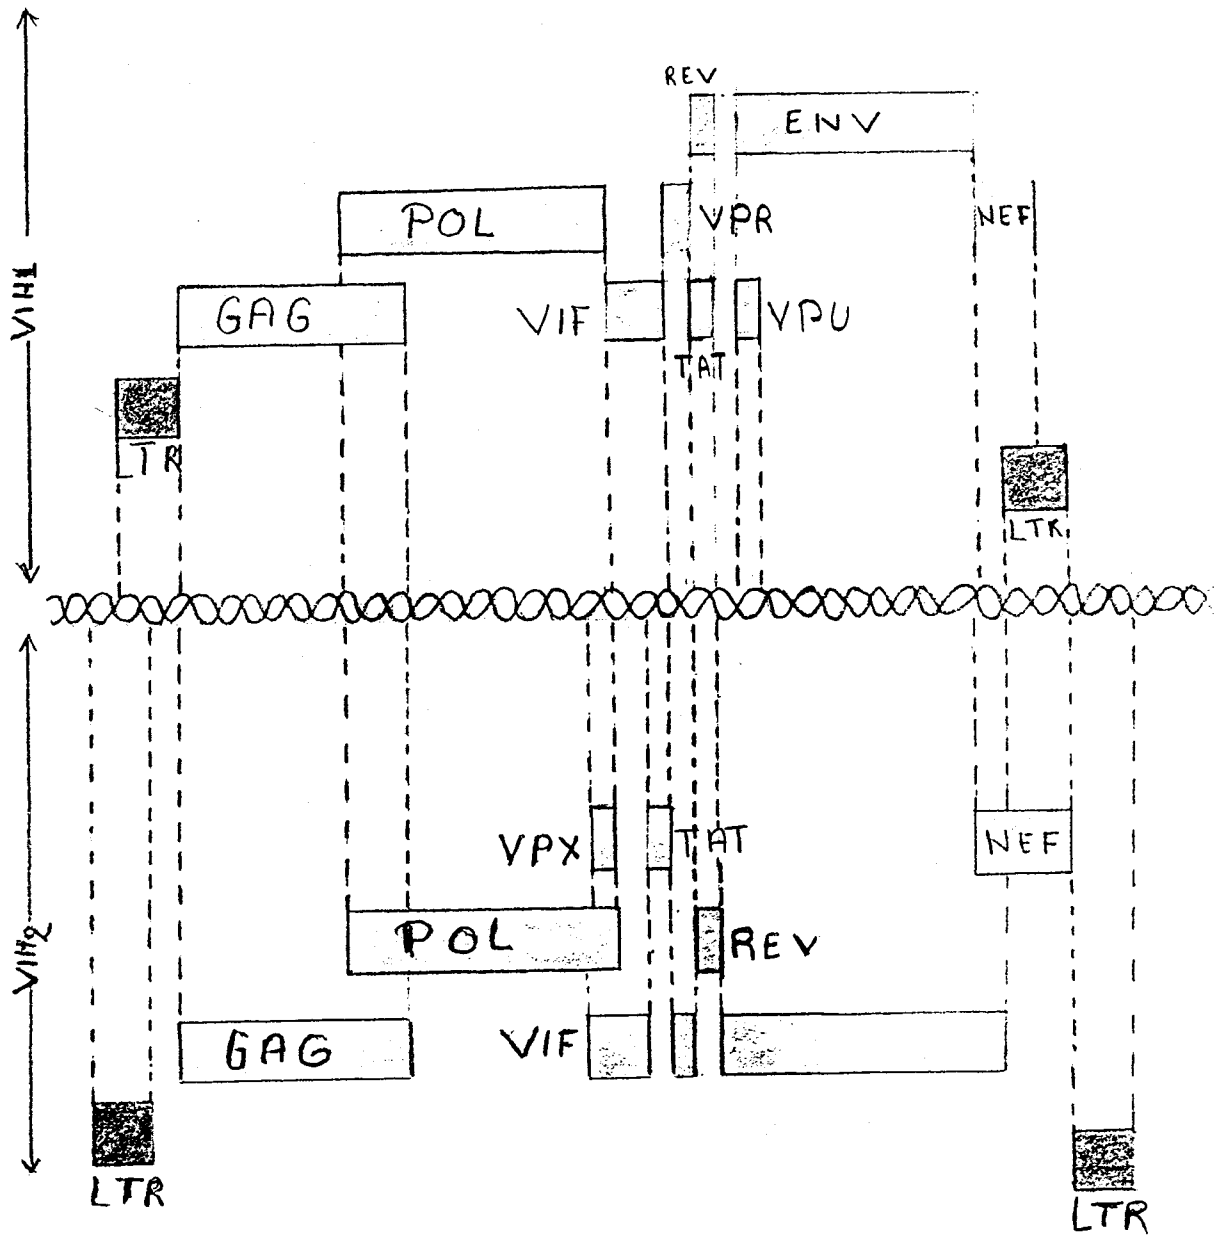 REV
ENV
POL
VPR
NEF
VIH1
GAG
VIF
VPU
TAT
LTR
LTR
VPX
TAT
NEF
VIH2
POL
REV
GAG
VIF
LTR
LTR